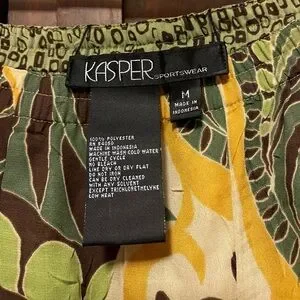 KASPER SPORTSWEAR
M
MADE IN
INDONESIA
100% POLYESTER
RN 84050
MADE IN INDONESIA
MACHINE WASH COLD WATER
GENTLE CYCLE
NO BLEACH
LINE DRY OR DRY FLAT
DO NOT IRON
CAN BE DRY CLEANED
WITH ANY SOLVENT
EXCEPT TRICHLORETHYLENE
LOW HEAT